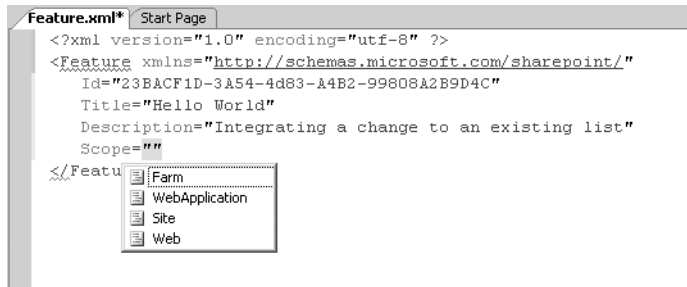 Feature.xml* Start Page
<?xml version="1.0" encoding="utf-8" ?>
<Feature xmlns="http://schemas.microsoft.com/sharepoint/"
Id="23BACF1D-3A54-4d83-A4B2-99808A2B9D4C"
Title="Hello World"
Description="Integrating a change to an existing list"
Scope=""
</Featu
Farm
WebApplication
Site
Web